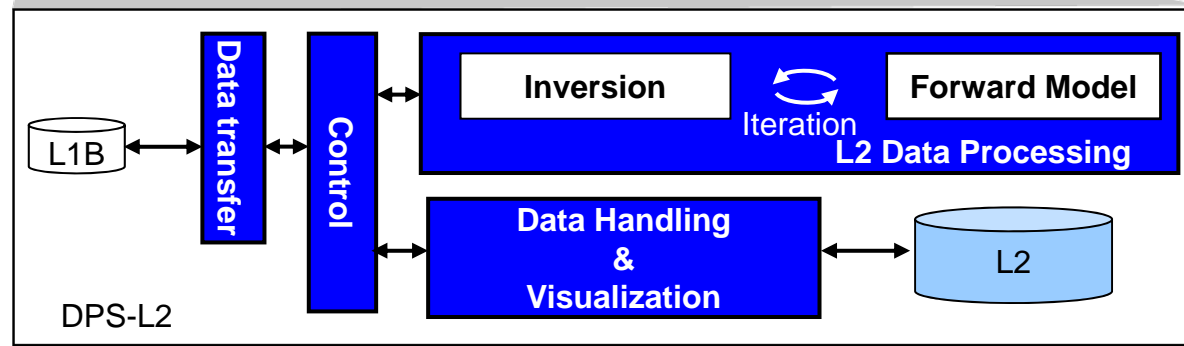 L1B
Data transfer
Control
Inversion
Iteration
Forward Model
L2 Data Processing
Data Handling
&
Visualization
L2
DPS-L2